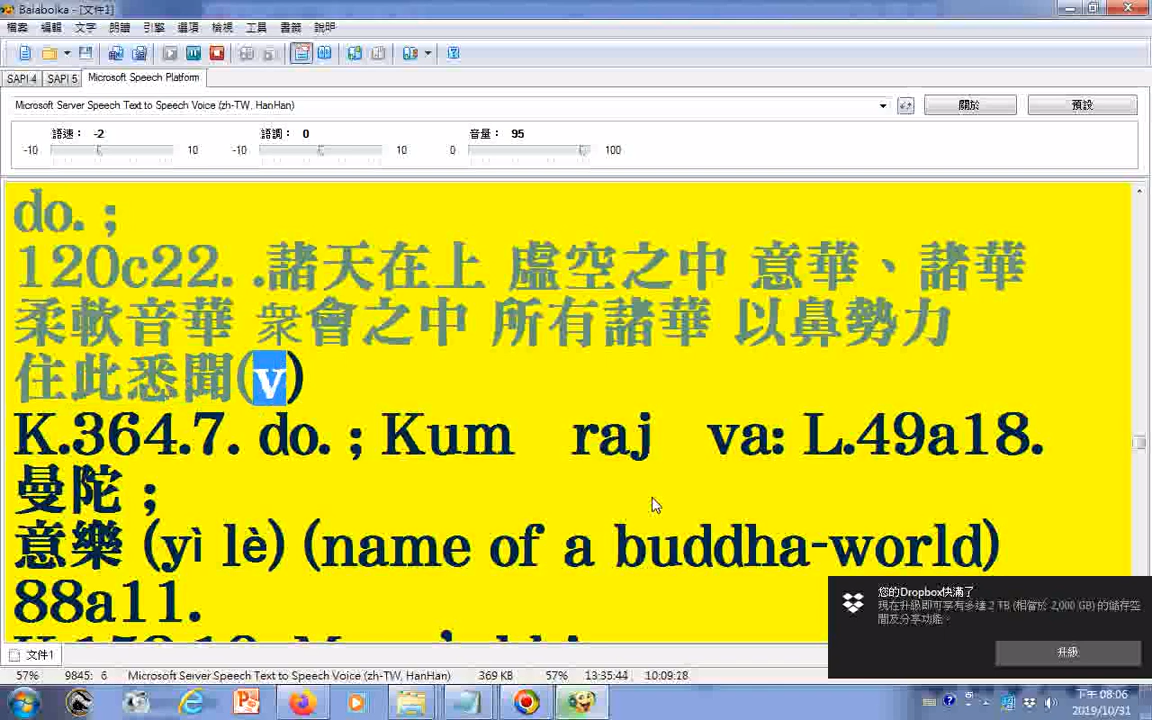 Balabolka - [文件1]
檔案 編輯 文字 朗讀 引擎 選項 檢視 工具 書籤 說明
SAPI 4 SAPI 5 Microsoft Speech Platform
Microsoft Server Speech Text to Speech Voice (zh-TW, HanHan) 關於 預設
語速： -2 語調： 0 音量： 95
-10 10 -10 10 0 100
do. ;
120c22. .諸天在上 虛空之中 意華、諸華
柔軟音華 衆會之中 所有諸華 以鼻勢力
住此悉聞(v)
K.364.7. do. ; Kum raj va: L.49a18.
曼陀 ;
意樂 (yì lè) (name of a buddha-world)
88a11.
您的Dropbox快滿了
現在升級即可享有多達 2 TB (相當於 2,000 GB) 的儲存空
間及分享功能。
升級
文件1
57% 9845: 6 Microsoft Server Speech Text to Speech Voice (zh-TW, HanHan) 369 KB 57% 13:35:44 10:09:18
下午 08:06
2019/10/31